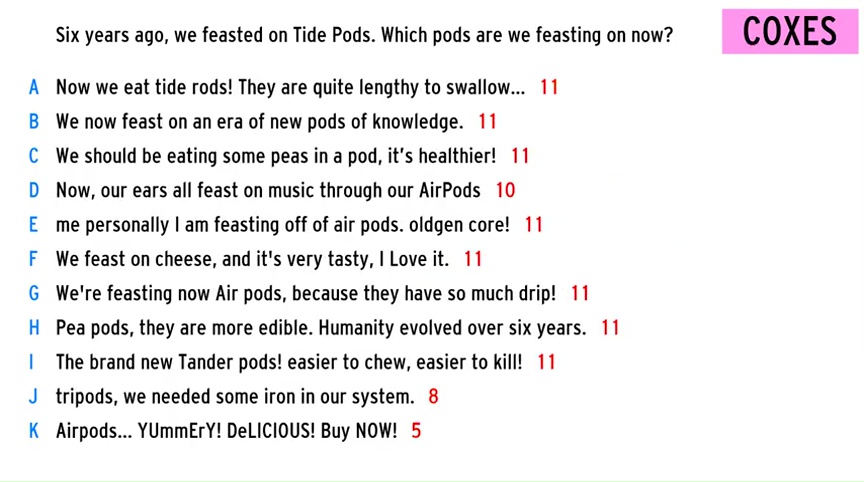 Six years ago, we feasted on Tide Pods. Which pods are we feasting on now?
COXES
A Now we eat tide rods! They are quite lengthy to swallow... 11
B We now feast on an era of new pods of knowledge. 11
C We should be eating some peas in a pod, it's healthier! 11
D Now, our ears all feast on music through our AirPods 10
E me personally I am feasting off of air pods. oldgen core! 11
F We feast on cheese, and it's very tasty, I Love it. 11
G We're feasting now Air pods, because they have so much drip! 11
H Pea pods, they are more edible. Humanity evolved over six years. 11
I The brand new Tander pods! easier to chew, easier to kill! 11
J tripods, we needed some iron in our system. 8
K Airpods... YUmmErY! DeLICIOUS! Buy NOW! 5